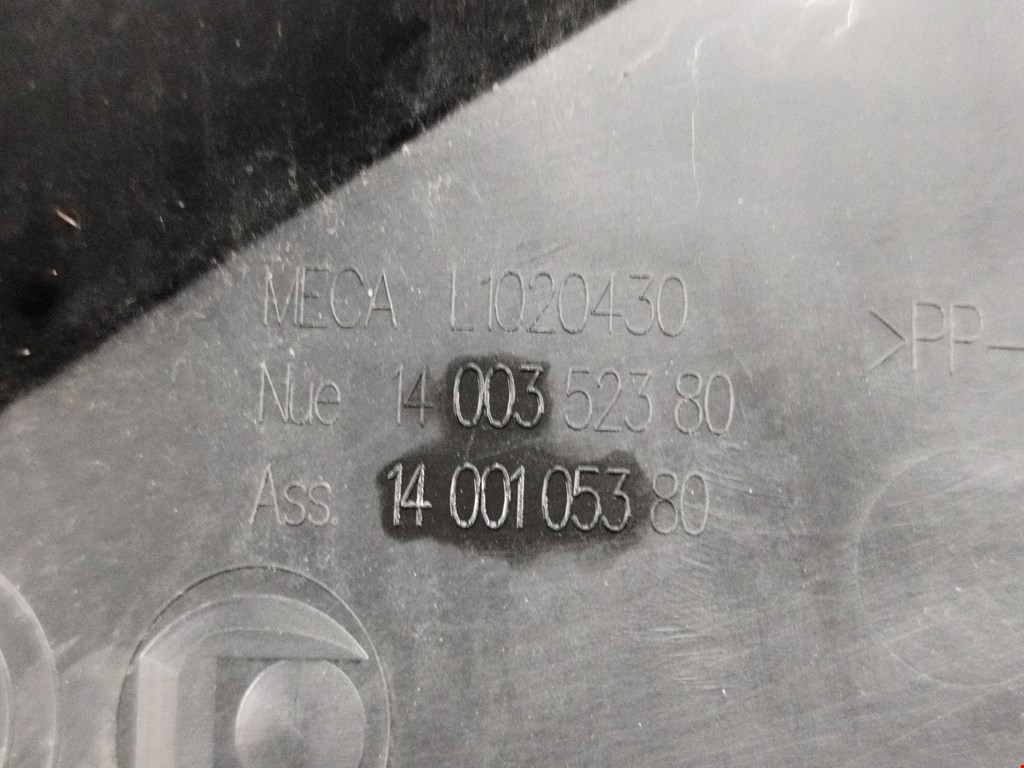 MECA L1020430
Nue 14 003 523 80
Ass. 14 001 053 80
>PP-